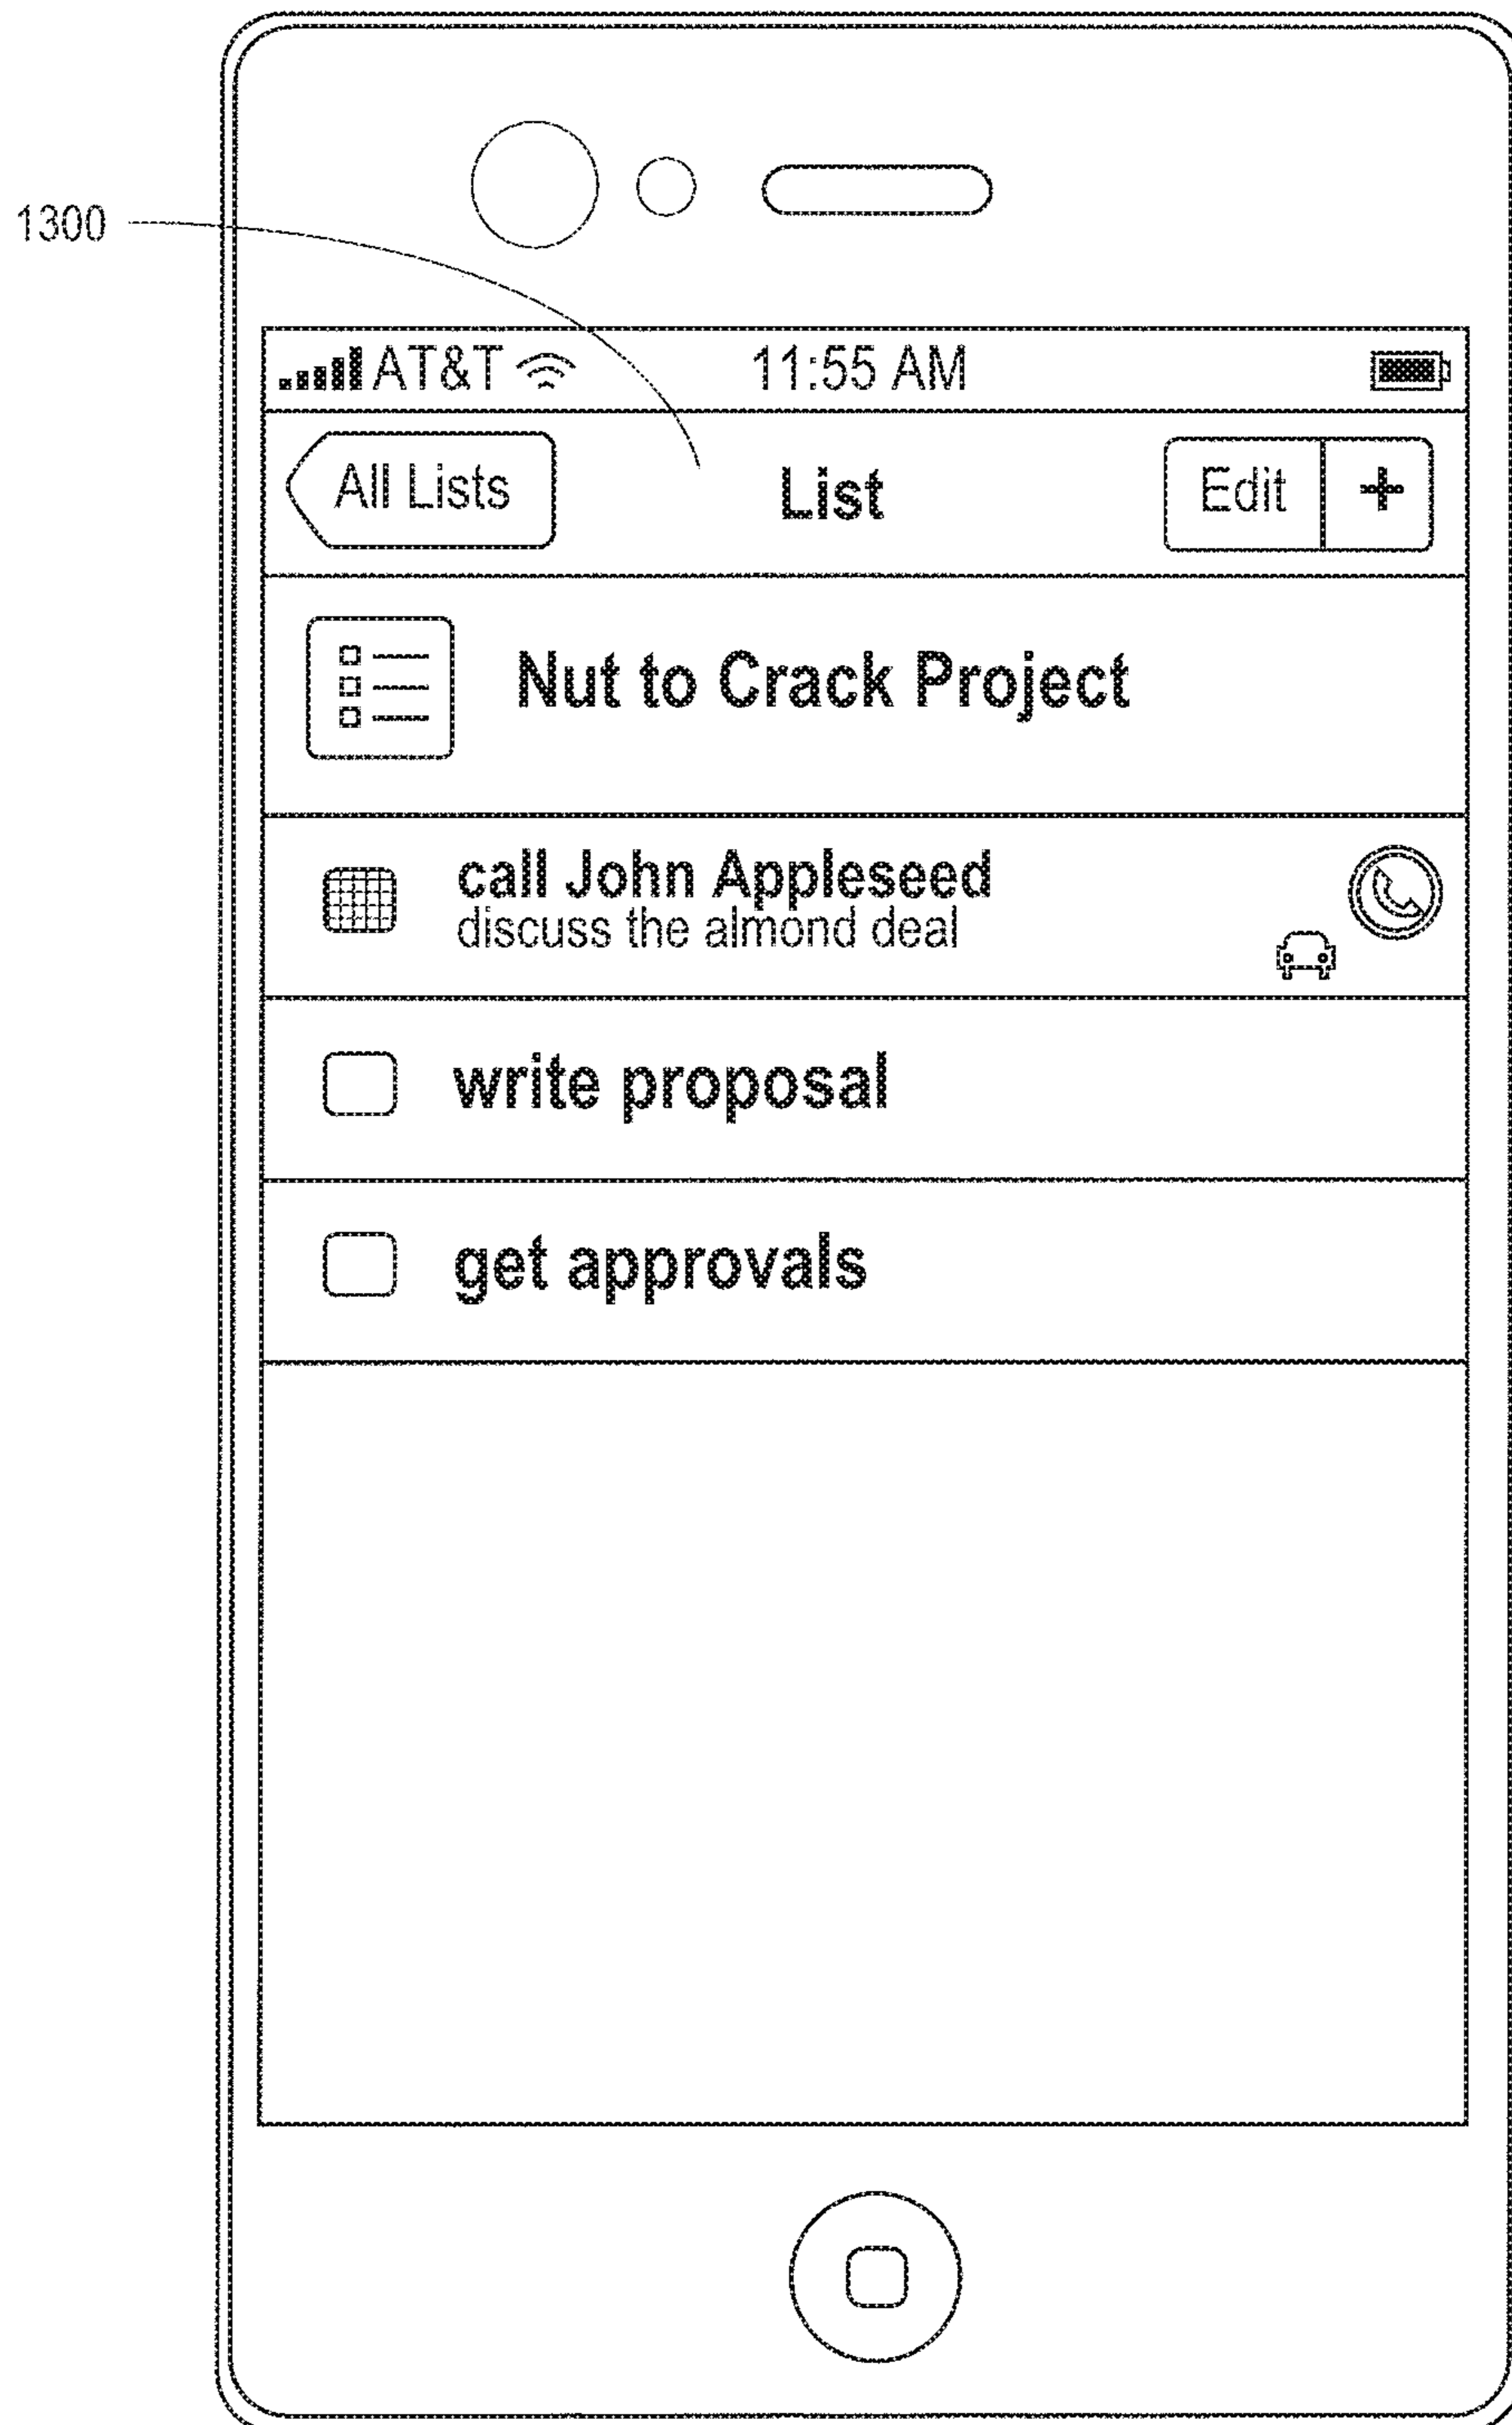 1300
AT&T 11:55 AM
All Lists List Edit +
Nut to Crack Project
call John Appleseed
discuss the almond deal
write proposal
get approvals